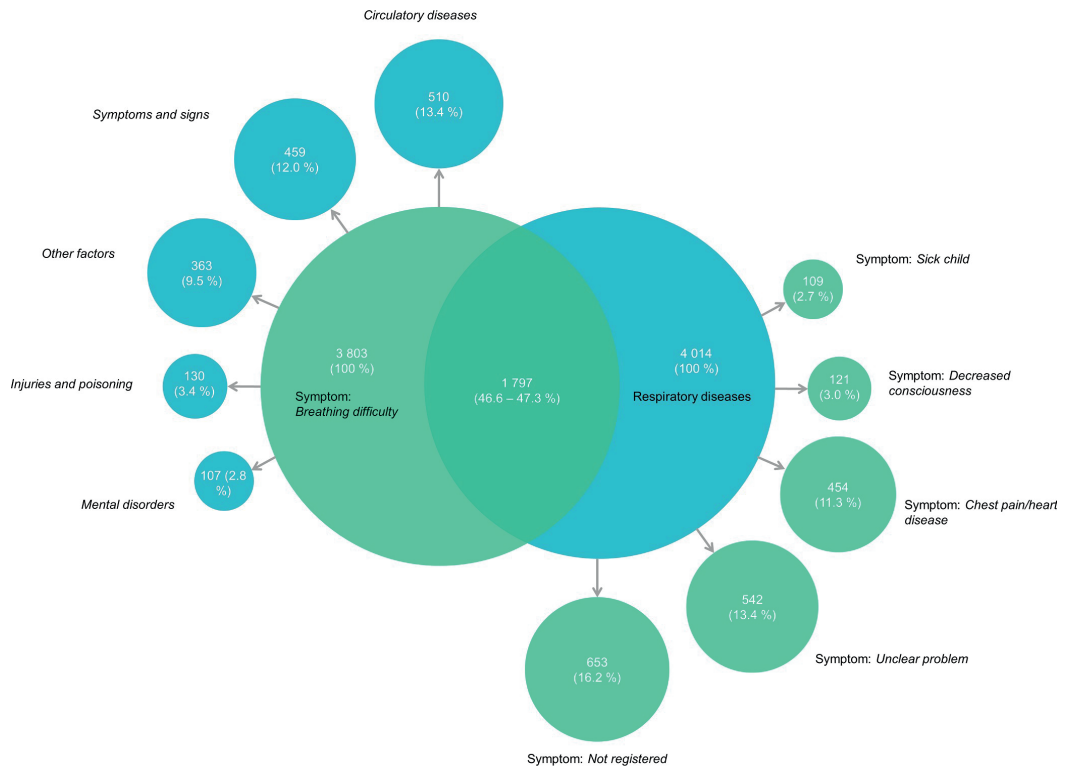 Circulatory diseases
510
(13.4 %)
Symptoms and signs
459
(12.0 %)
Other factors
363
(9.5 %)
Injuries and poisoning
130
(3.4 %)
Mental disorders
107 (2.8
%)
3 803
(100 %)
Symptom:
Breathing difficulty
1 797
(46.6 – 47.3 %)
4 014
(100 %)
Respiratory diseases
Symptom: Sick child
109
(2.7 %)
Symptom: Decreased
consciousness
121
(3.0 %)
454
(11.3 %)
Symptom: Chest pain/heart
disease
542
(13.4 %)
Symptom: Unclear problem
653
(16.2 %)
Symptom: Not registered